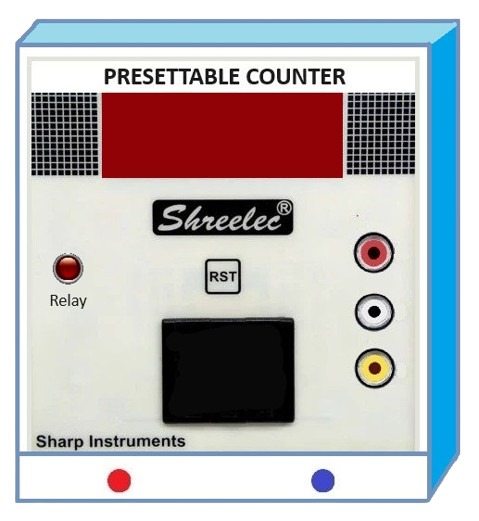 PRESETTABLE COUNTER
Shreelec®
RST
Relay
Sharp Instruments